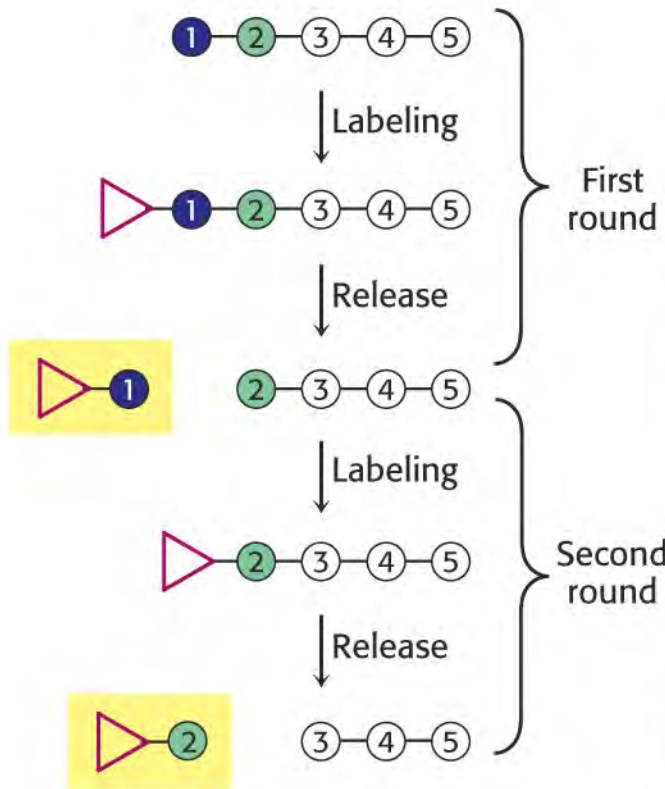 1 2 3 4 5
Labeling
1 2 3 4 5
First
round
Release
1 2 3 4 5
Labeling
2 3 4 5
Second
round
Release
2 3 4 5